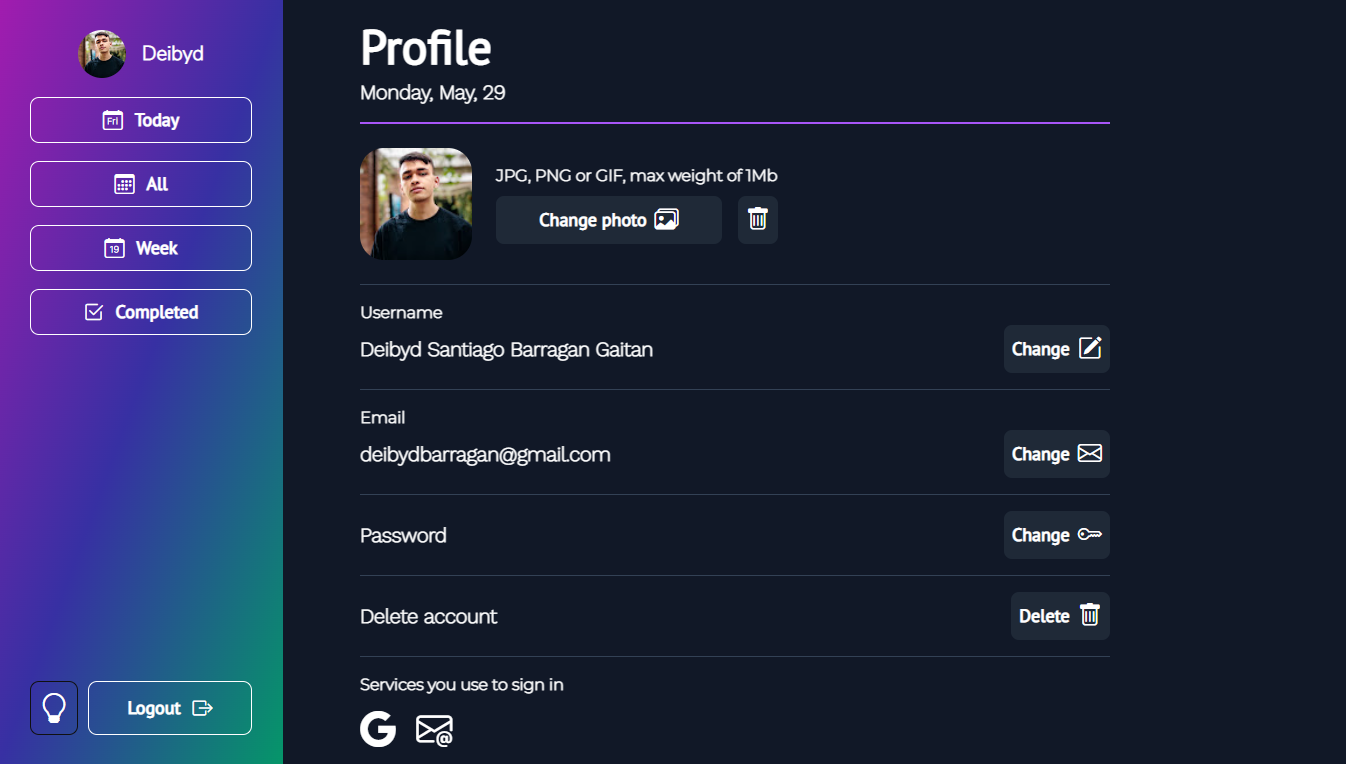 Deibyd
Today
All
19 Week
Completed
Logout
Profile
Monday, May, 29
JPG, PNG or GIF, max weight of 1Mb
Change photo
Username
Deibyd Santiago Barragan Gaitan
Change
Email
deibydbarragan@gmail.com
Change
Password
Change
Delete account
Delete
Services you use to sign in
G @